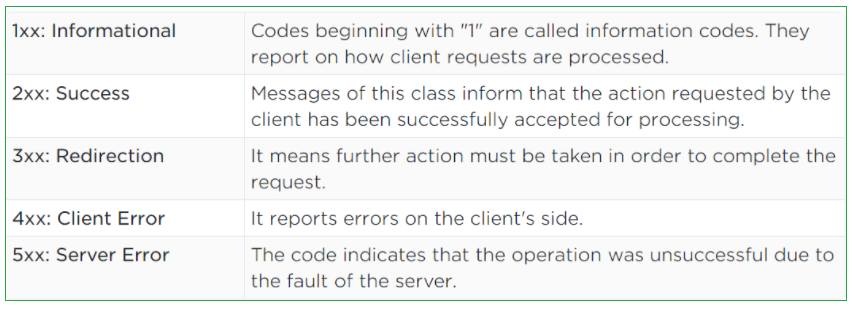 1xx: Informational
Codes beginning with "1" are called information codes. They
report on how client requests are processed.
2xx: Success
Messages of this class inform that the action requested by the
client has been successfully accepted for processing.
3xx: Redirection
It means further action must be taken in order to complete the
request.
4xx: Client Error
It reports errors on the client's side.
5xx: Server Error
The code indicates that the operation was unsuccessful due to
the fault of the server.